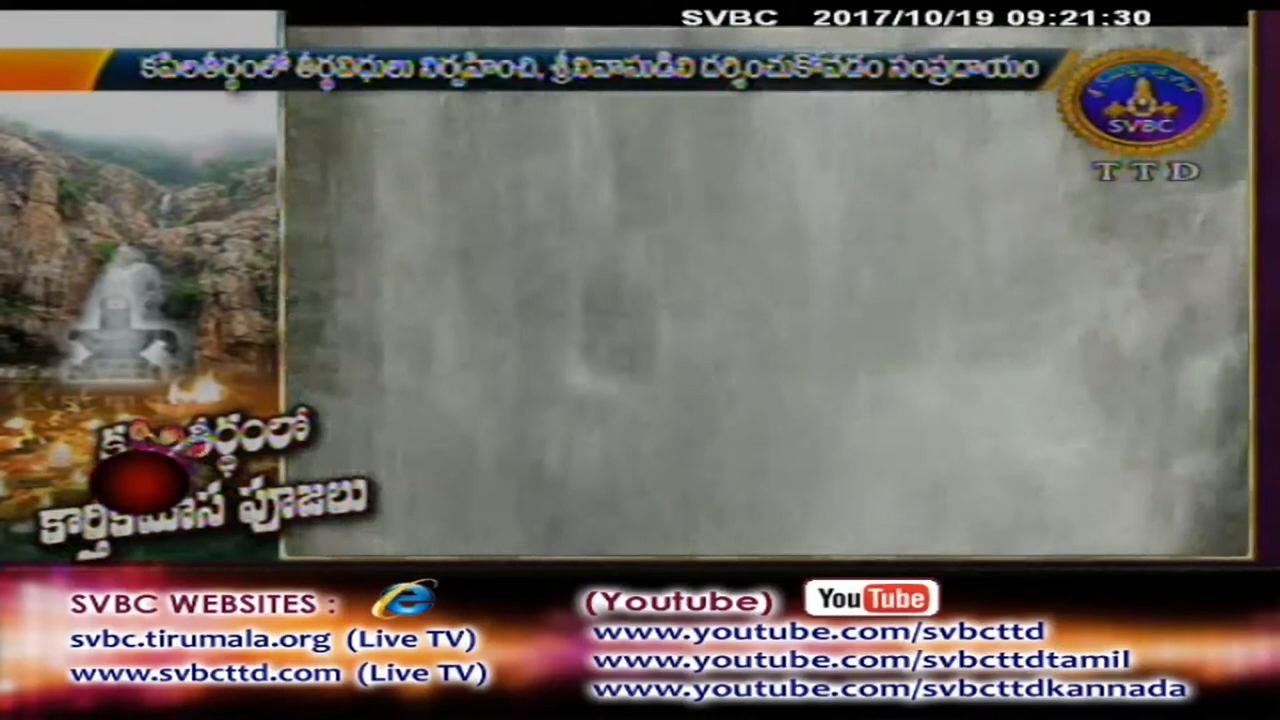 SVBC 2017/10/19 09:21:30
కపిలతీర్థంలో తీర్థవిధులు నిర్వహించి, శ్రీనివాసుడిని దర్శించుకోవడం సంప్రదాయం
SVBC
TTD
కపిలతీర్థంలో
కార్తికమాస పూజలు
SVBC WEBSITES :
svbc.tirumala.org (Live TV)
www.svbcttd.com (Live TV)
(Youtube) YouTube
www.youtube.com/svbcttd
www.youtube.com/svbcttdtamil
www.youtube.com/svbcttdkannada